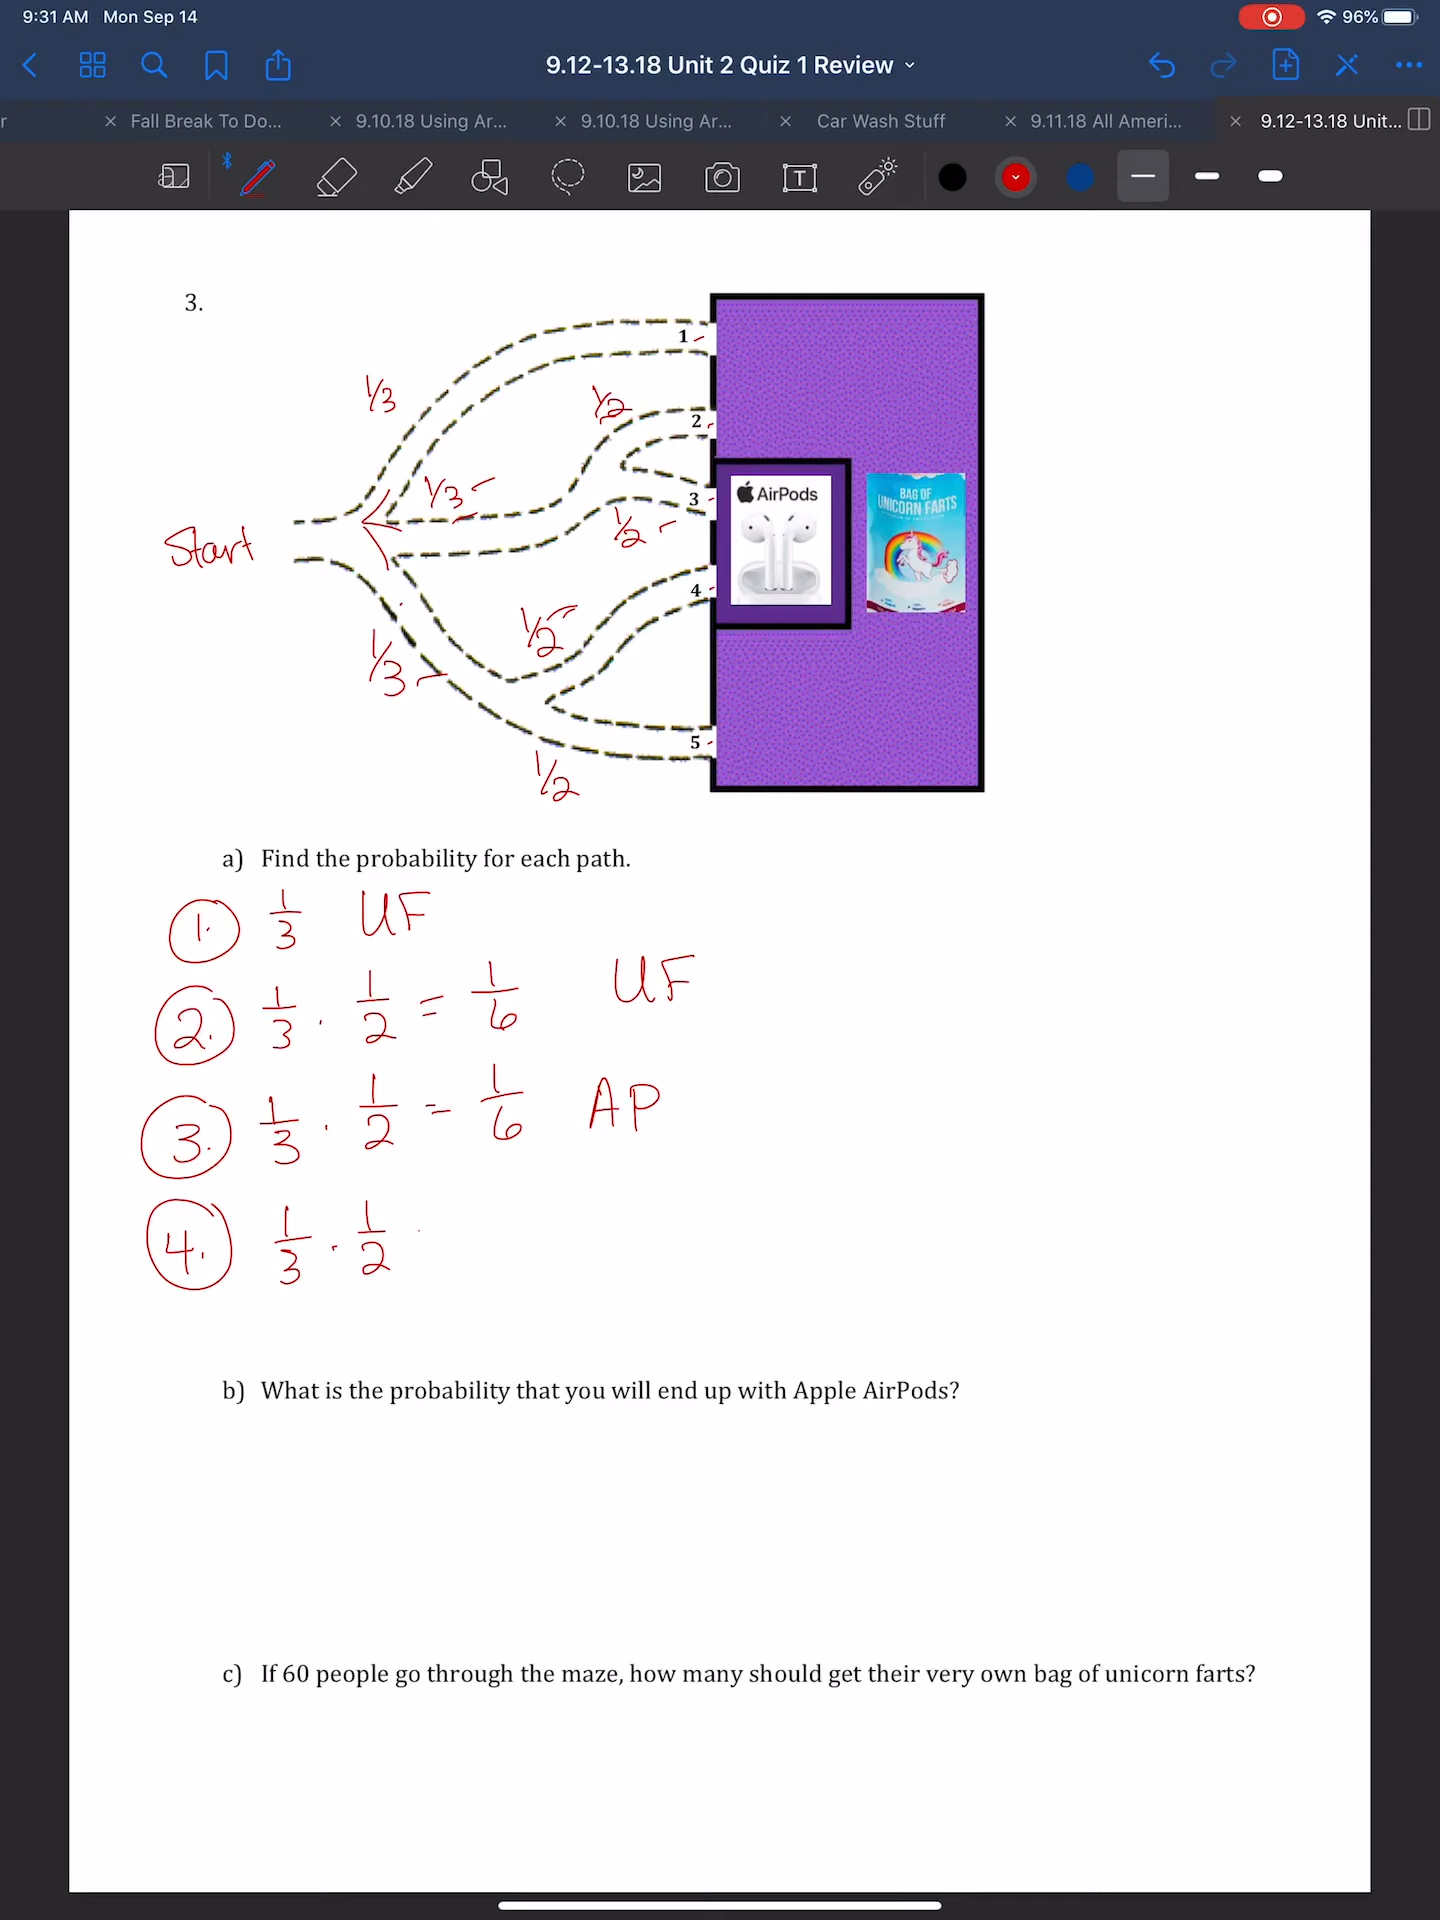 9:31 AM Mon Sep 14
96%
9.12-13.18 Unit 2 Quiz 1 Review
r
× Fall Break To Do...
× 9.10.18 Using Ar...
× 9.10.18 Using Ar...
× Car Wash Stuff
× 9.11.18 All Ameri...
× 9.12-13.18 Unit...
T
3.
1
1/3
1/2
2
1/3
3
AirPods
BAG OF
UNICORN FARTS
1/2
Start
4
1/2
1/3
5
1/2
a) Find the probability for each path.
1. 1/3 UF
2. 1/3 · 1/2 = 1/6 UF
3. 1/3 · 1/2 = 1/6 AP
4. 1/3 · 1/2
b) What is the probability that you will end up with Apple AirPods?
c) If 60 people go through the maze, how many should get their very own bag of unicorn farts?